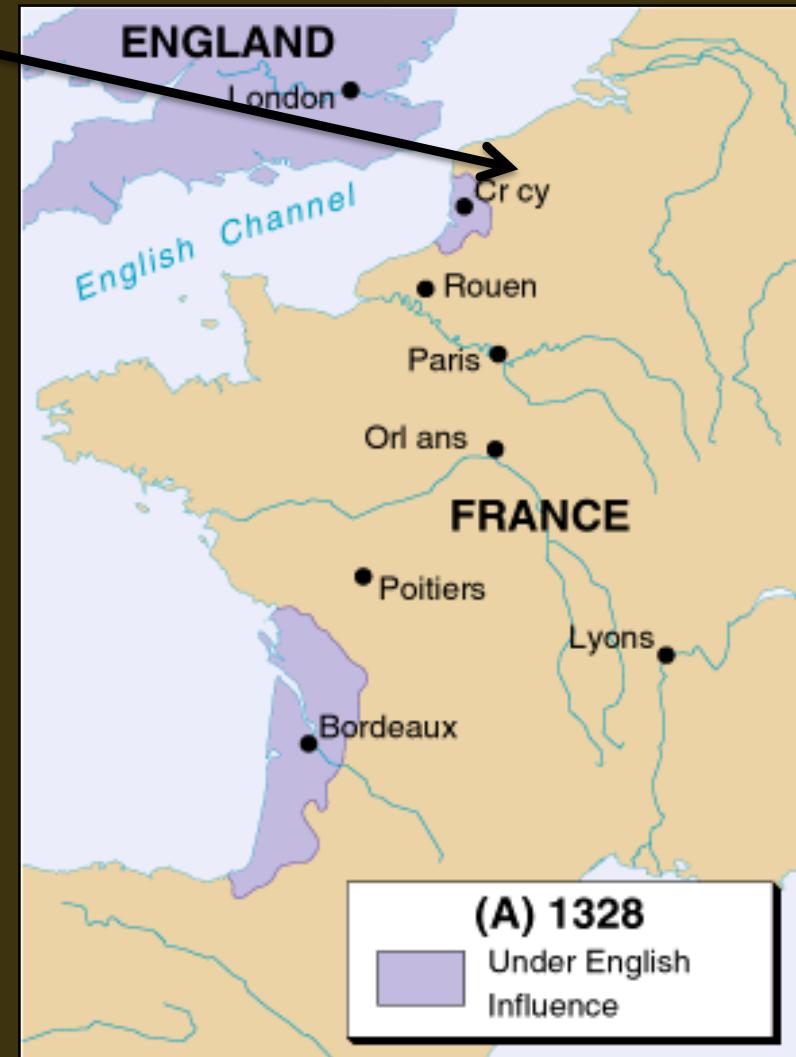 ENGLAND
London
Cr cy
English Channel
Rouen
Paris
Orl ans
FRANCE
Poitiers
Lyons
Bordeaux
(A) 1328
Under English
Influence